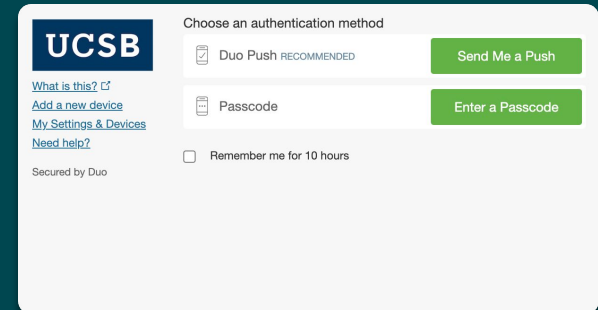 UCSB
What is this?
Add a new device
My Settings & Devices
Need help?
Secured by Duo
Choose an authentication method
Duo Push RECOMMENDED
Send Me a Push
Passcode
Enter a Passcode
Remember me for 10 hours